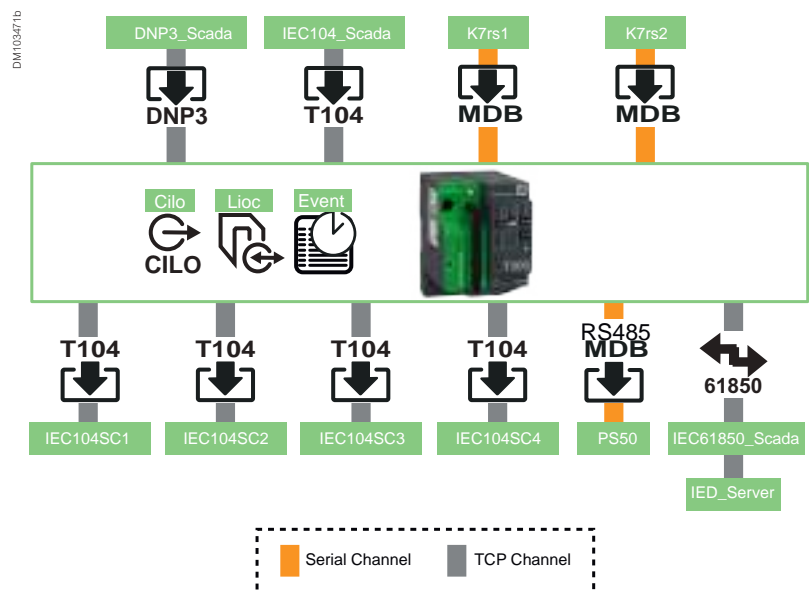 DM103471b
DNP3_Scada
IEC104_Scada
K7rs1
K7rs2
DNP3
T104
MDB
MDB
Cilo
Lioc
Event
CILO
T104
T104
T104
T104
RS485
MDB
61850
IEC104SC1
IEC104SC2
IEC104SC3
IEC104SC4
PS50
IEC61850_Scada
IED_Server
Serial Channel
TCP Channel